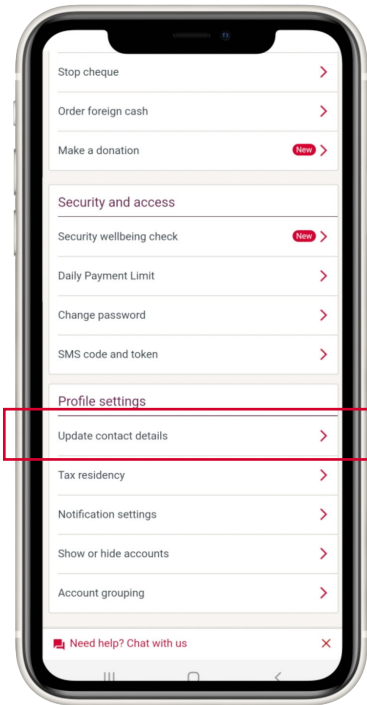 Stop cheque
Order foreign cash
Make a donation New
Security and access
Security wellbeing check New
Daily Payment Limit
Change password
SMS code and token
Profile settings
Update contact details
Tax residency
Notification settings
Show or hide accounts
Account grouping
Need help? Chat with us